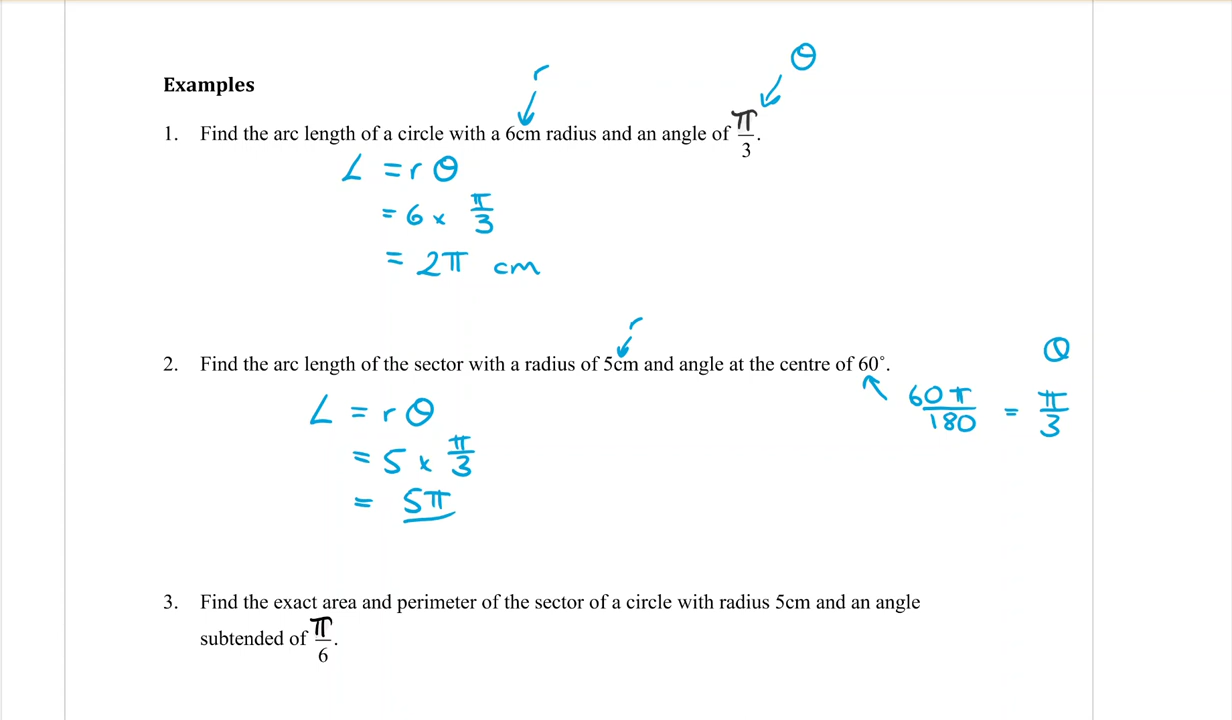 θ
r
Examples
1. Find the arc length of a circle with a 6cm radius and an angle of π/3.
L = r θ
= 6 × π/3
= 2π cm
r
2. Find the arc length of the sector with a radius of 5cm and angle at the centre of 60°.
θ
60π/180 = π/3
L = r θ
= 5 × π/3
= 5π
3. Find the exact area and perimeter of the sector of a circle with radius 5cm and an angle
subtended of π/6.